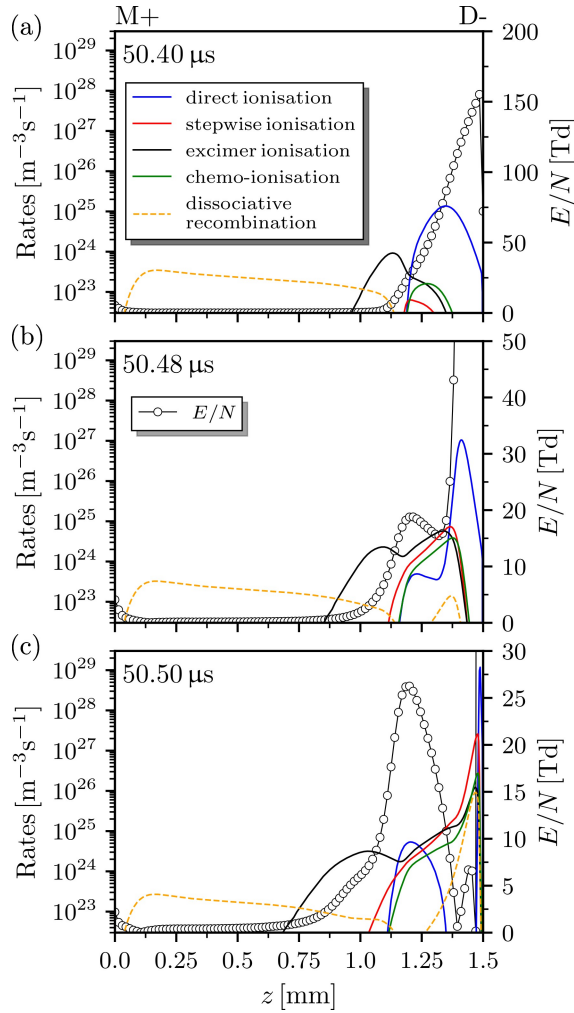 M+ D-
(a)
50.40 µs
direct ionisation
stepwise ionisation
excimer ionisation
chemo-ionisation
dissociative
recombination
Rates [m⁻³s⁻¹]
10²⁹
10²⁸
10²⁷
10²⁶
10²⁵
10²⁴
10²³
200
150
100
50
0
E/N [Td]
(b)
50.48 µs
E/N
Rates [m⁻³s⁻¹]
10²⁹
10²⁸
10²⁷
10²⁶
10²⁵
10²⁴
10²³
50
40
30
20
10
0
E/N [Td]
(c)
50.50 µs
Rates [m⁻³s⁻¹]
10²⁹
10²⁸
10²⁷
10²⁶
10²⁵
10²⁴
10²³
30
25
20
15
10
5
0
E/N [Td]
0.0 0.25 0.5 0.75 1.0 1.25 1.5
z [mm]